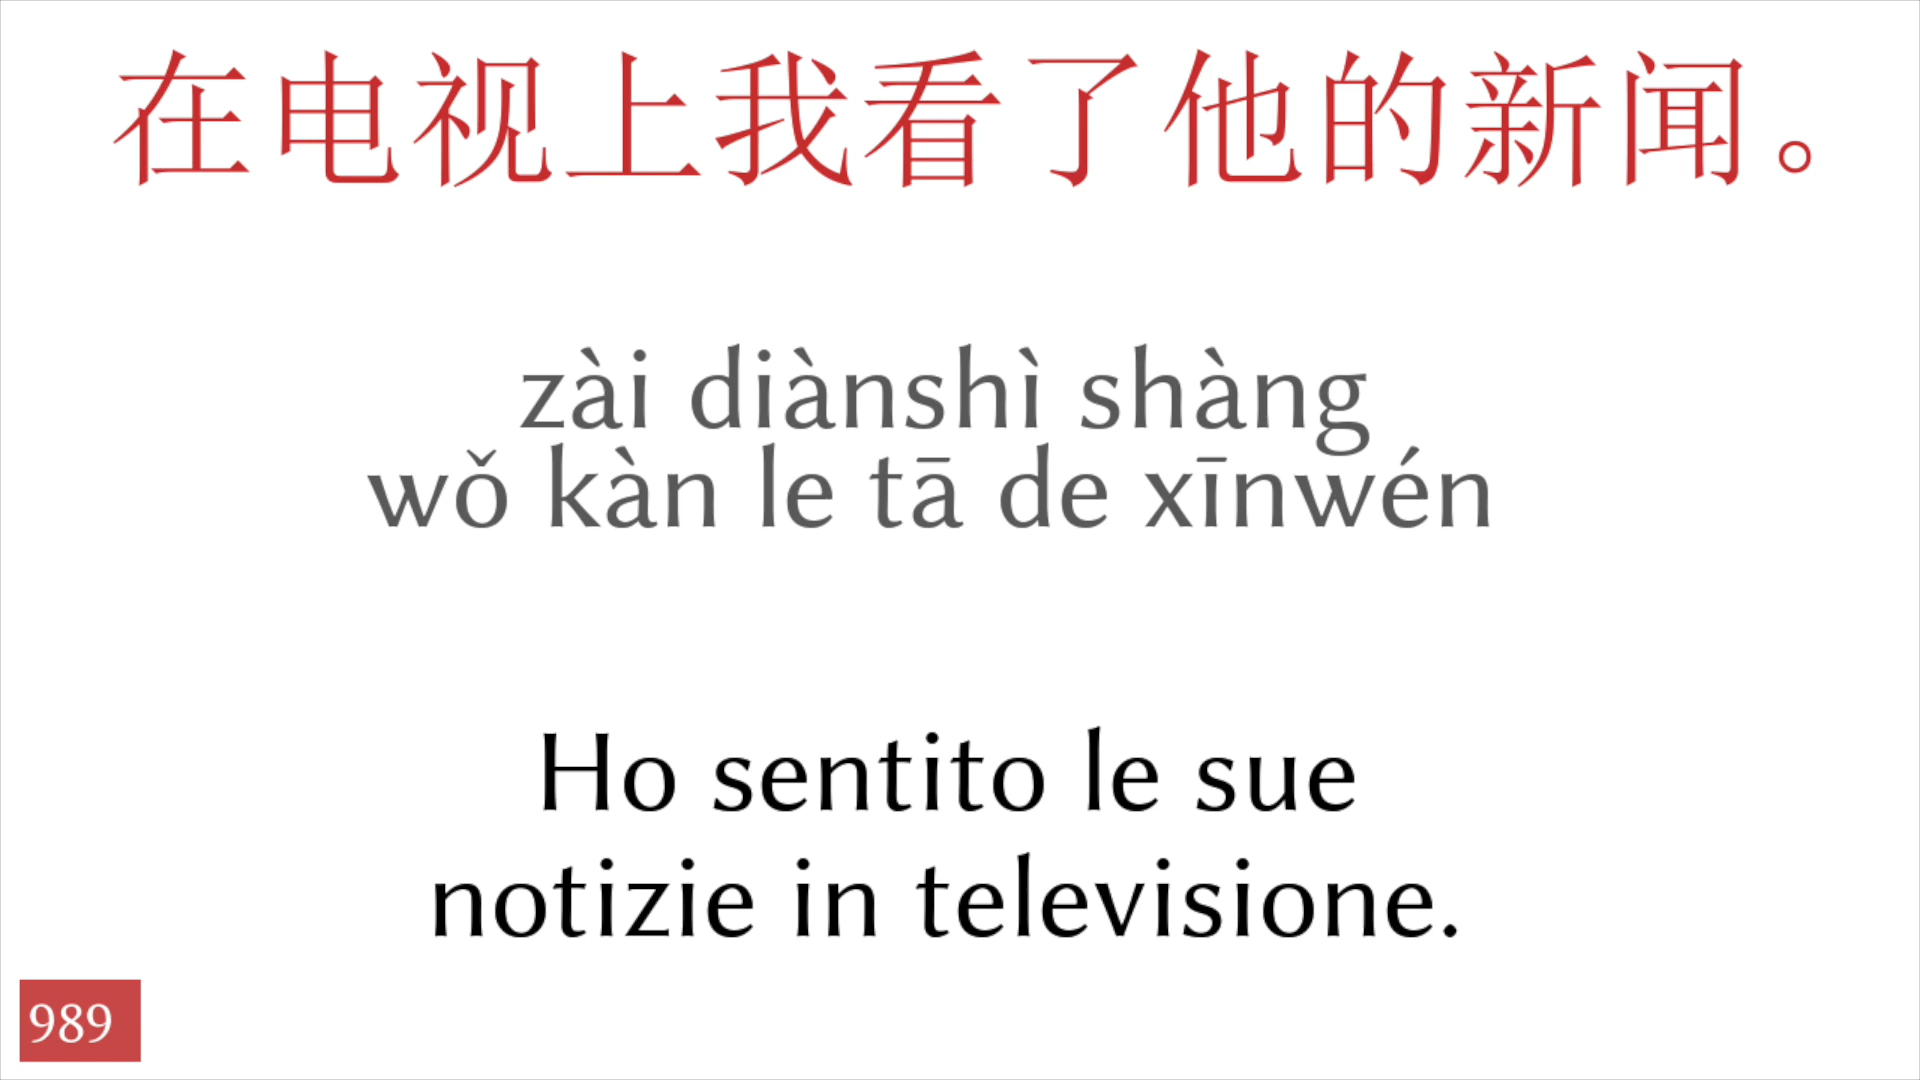 在电视上我看了他的新闻。
zài diànshì shàng
wǒ kàn le tā de xīnwén
Ho sentito le sue
notizie in televisione.
989